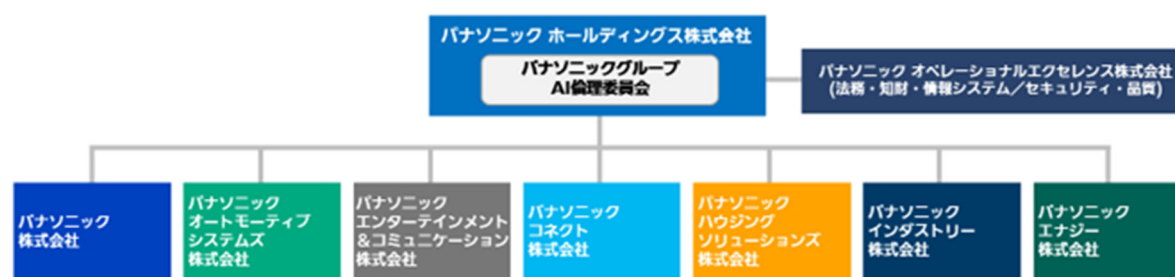 パナソニック ホールディングス株式会社
パナソニックグループ
AI倫理委員会
パナソニック オペレーショナルエクセレンス株式会社
(法務・知財・情報システム／セキュリティ・品質)
パナソニック
株式会社
パナソニック
オートモーティブ
システムズ
株式会社
パナソニック
エンターテインメント
＆コミュニケーション
株式会社
パナソニック
コネクト
株式会社
パナソニック
ハウジング
ソリューションズ
株式会社
パナソニック
インダストリー
株式会社
パナソニック
エナジー
株式会社